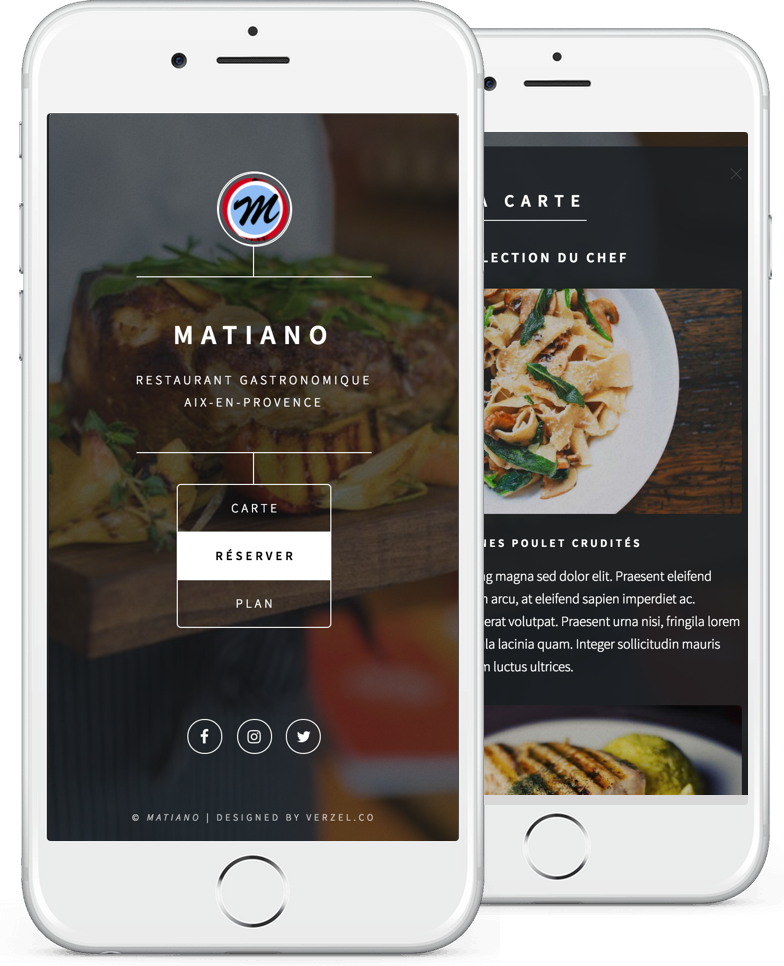 M
MATIANO
RESTAURANT GASTRONOMIQUE
AIX-EN-PROVENCE
CARTE
RÉSERVER
PLAN
© MATIANO | DESIGNED BY VERZEL.CO
CARTE
DU CHEF
POULET CRUDITÉS
magna sed dolor elit. Praesent eleifend
arcu, at eleifend sapien imperdiet ac.
erat volutpat. Praesent urna nisi, fringila lorem
la lacinia quam. Integer sollicitudin mauris
luctus ultrices.